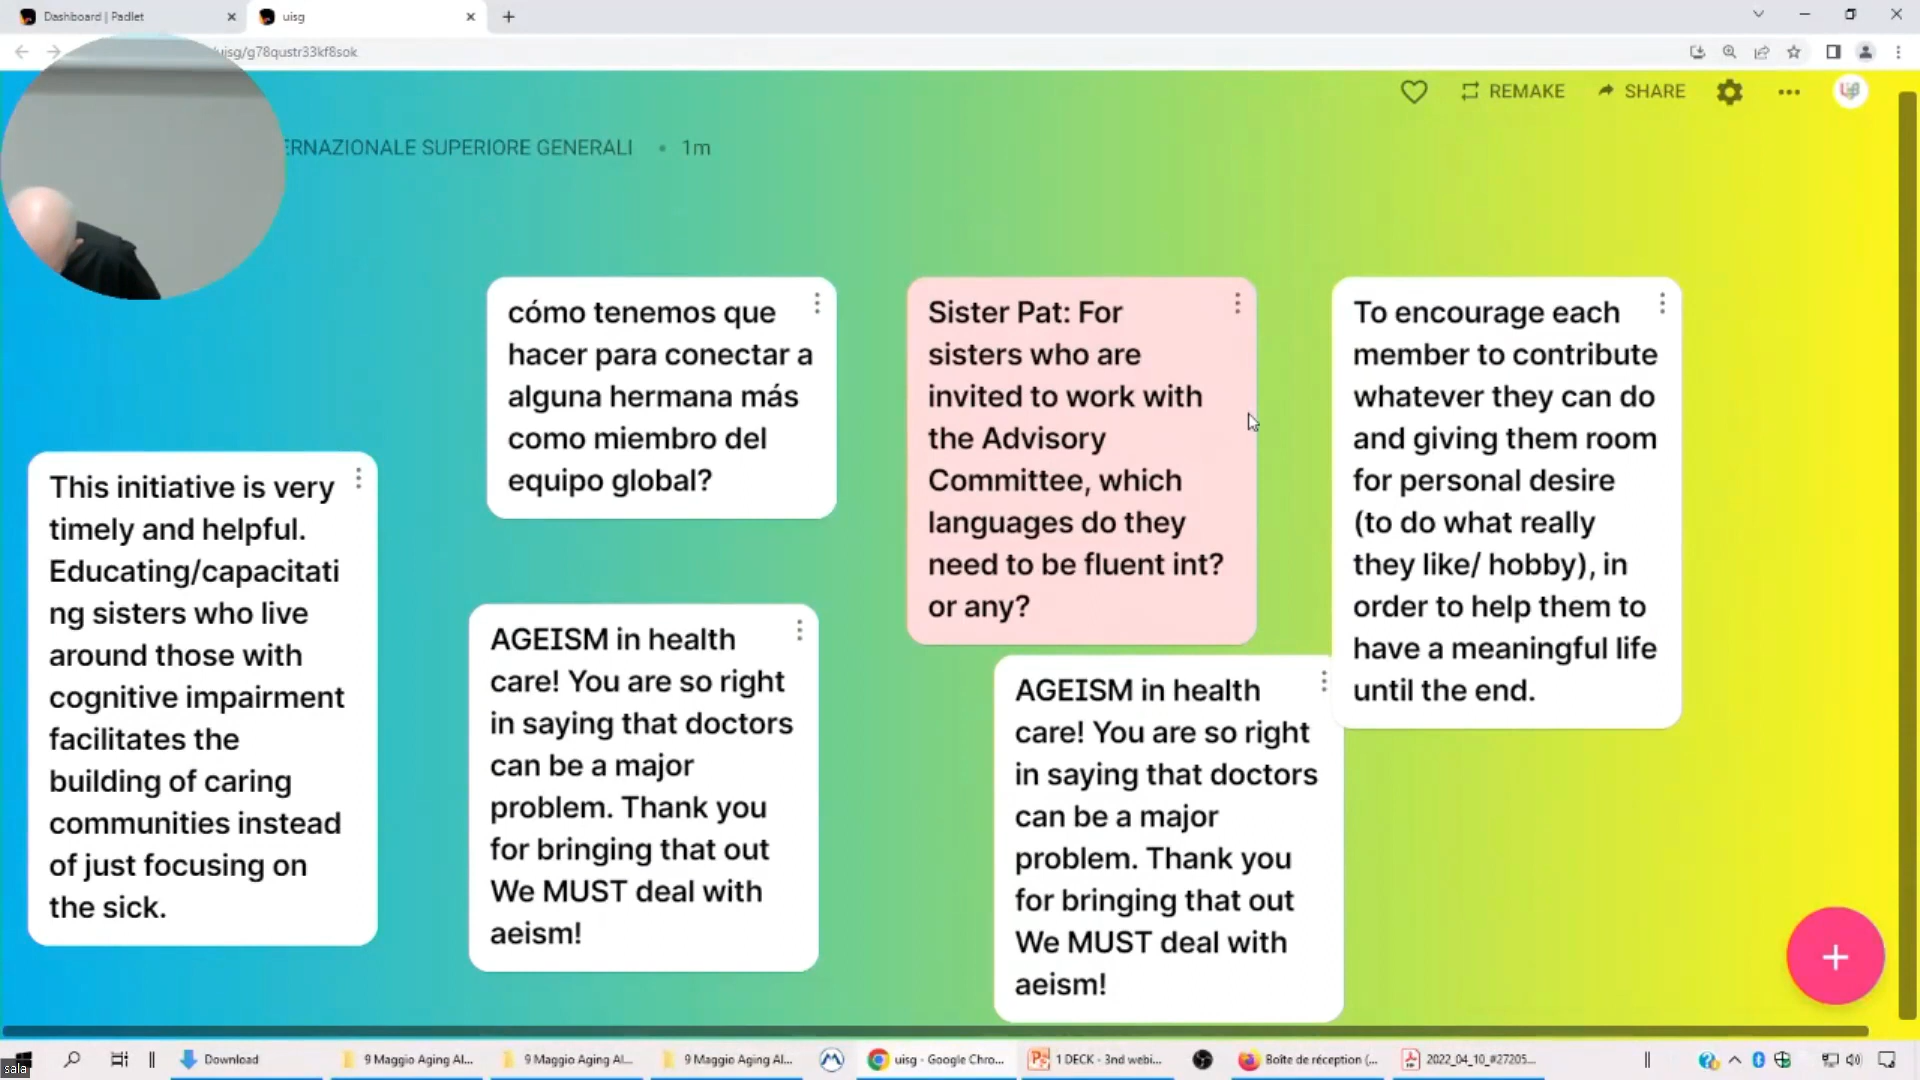 Dashboard | Padlet
uisg
uisg/g78qustr33kf8sok
REMAKE
SHARE
ERNAZIONALE SUPERIORE GENERALI • 1m
This initiative is very
timely and helpful.
Educating/capacitati
ng sisters who live
around those with
cognitive impairment
facilitates the
building of caring
communities instead
of just focusing on
the sick.
cómo tenemos que
hacer para conectar a
alguna hermana más
como miembro del
equipo global?
AGEISM in health
care! You are so right
in saying that doctors
can be a major
problem. Thank you
for bringing that out
We MUST deal with
aeism!
Sister Pat: For
sisters who are
invited to work with
the Advisory
Committee, which
languages do they
need to be fluent int?
or any?
AGEISM in health
care! You are so right
in saying that doctors
can be a major
problem. Thank you
for bringing that out
We MUST deal with
aeism!
To encourage each
member to contribute
whatever they can do
and giving them room
for personal desire
(to do what really
they like/ hobby), in
order to help them to
have a meaningful life
until the end.
sala
Download
9 Maggio Aging Al...
9 Maggio Aging Al...
9 Maggio Aging Al...
uisg - Google Chro...
1 DECK - 3nd webi...
Boîte de réception (...
2022_04_10_#27205...